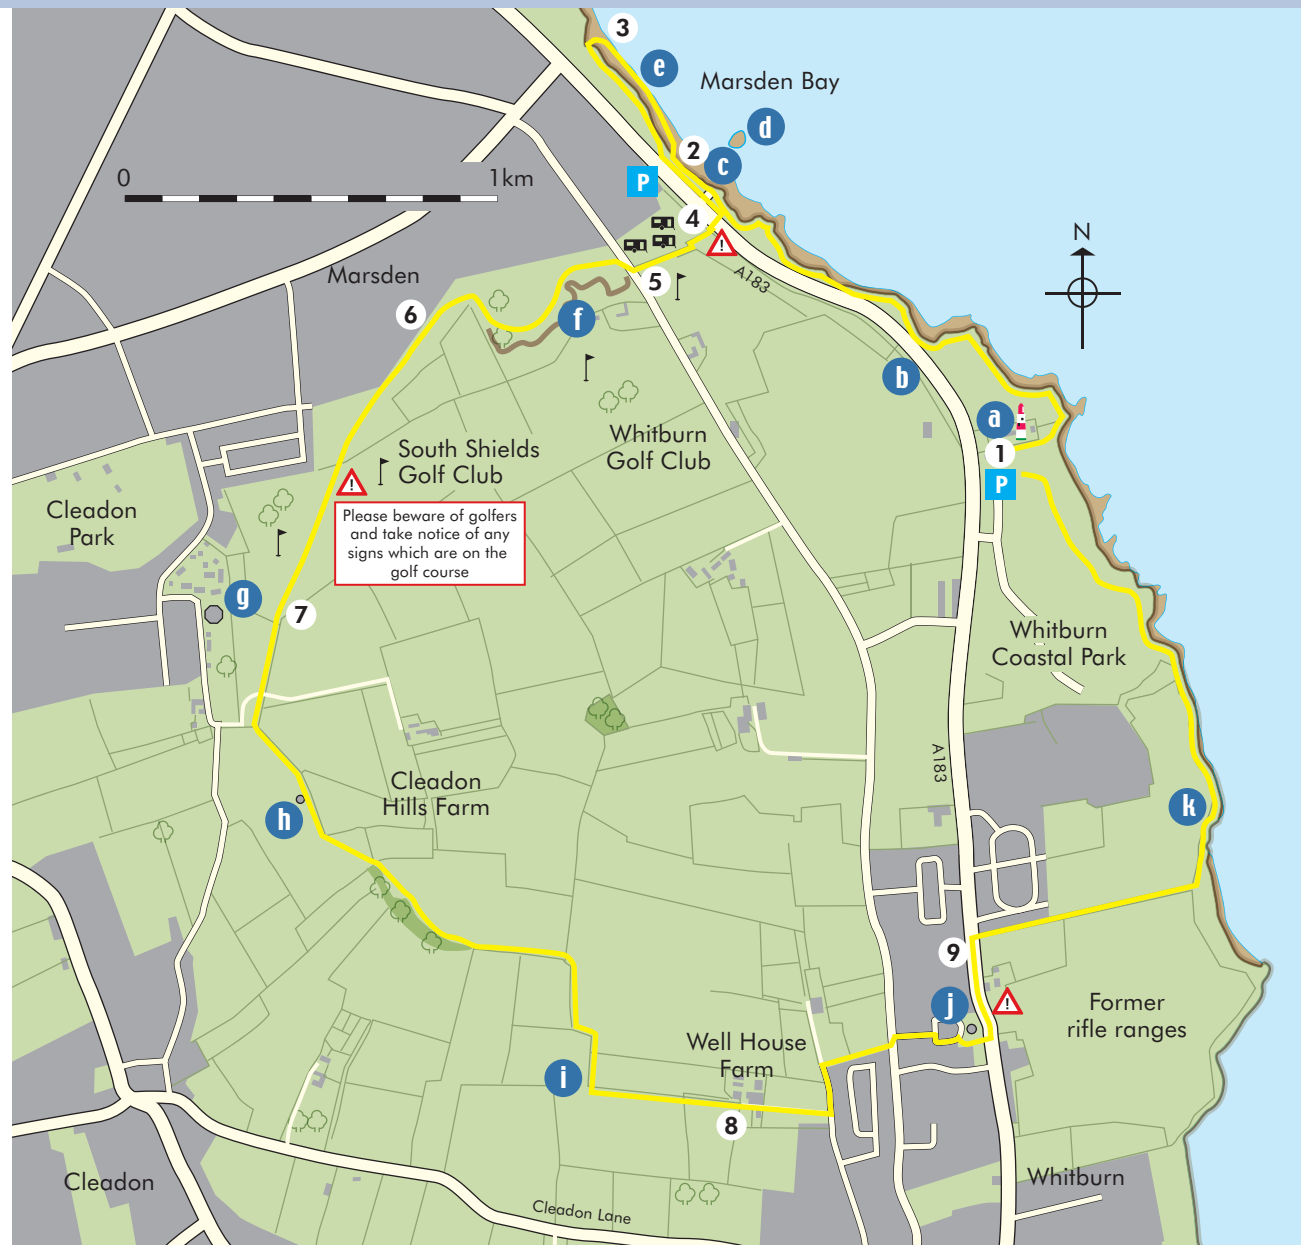 3
e
Marsden Bay
d
2
c
0
1km
P
4
N
Marsden
5
A183
6
f
b
a
South Shields
Golf Club
Whitburn
Golf Club
1
P
Cleadon
Park
Please beware of golfers
and take notice of any
signs which are on the
golf course
g
7
Whitburn
Coastal Park
A183
Cleadon
Hills Farm
h
k
9
j
Former
rifle ranges
Well House
Farm
i
8
Cleadon
Whitburn
Cleadon Lane
!
!
!